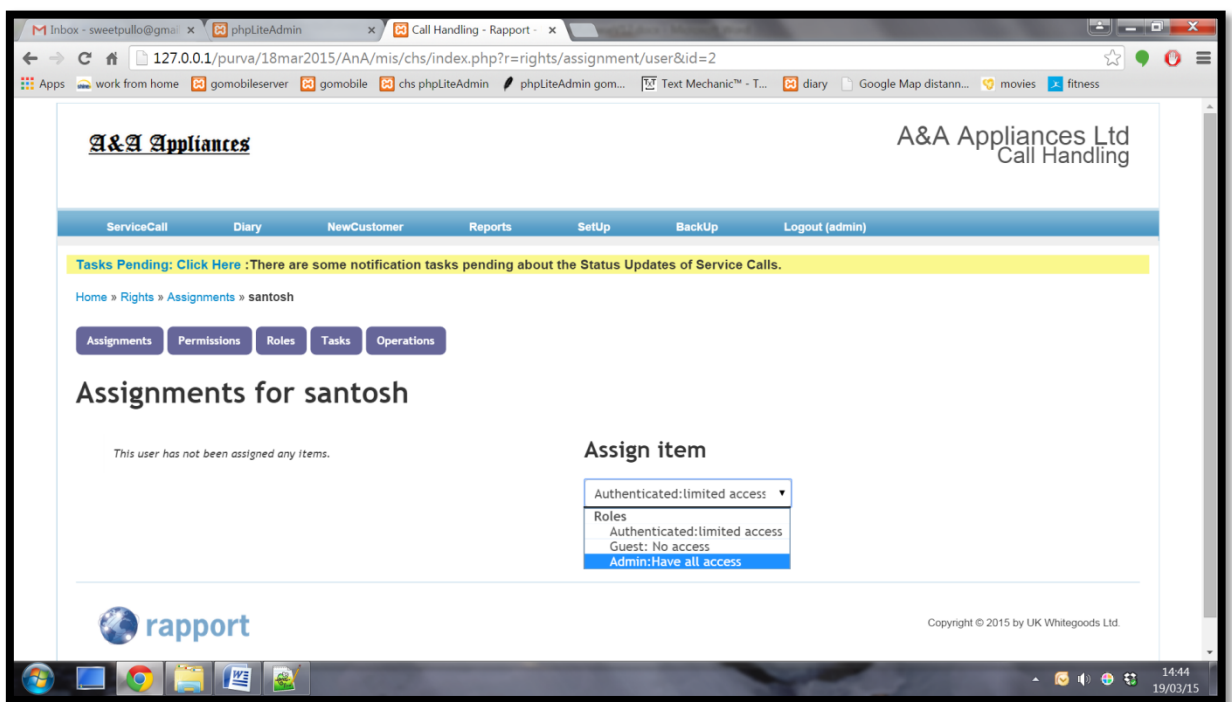 Inbox - sweetpullo@gmai
phpLiteAdmin
Call Handling - Rapport -
127.0.0.1/purva/18mar2015/AnA/mis/chs/index.php?r=rights/assignment/user&id=2
Apps work from home gomobileserver gomobile chs phpLiteAdmin phpLiteAdmin gom... Text Mechanic™ - T... diary Google Map distann... movies fitness
A&A Appliances
A&A Appliances Ltd
Call Handling
ServiceCall Diary NewCustomer Reports SetUp BackUp Logout (admin)
Tasks Pending: Click Here :There are some notification tasks pending about the Status Updates of Service Calls.
Home » Rights » Assignments » santosh
Assignments Permissions Roles Tasks Operations
Assignments for santosh
This user has not been assigned any items.
Assign item
Authenticated:limited access
Roles
Authenticated:limited access
Guest: No access
Admin:Have all access
rapport
Copyright © 2015 by UK Whitegoods Ltd.
14:44
19/03/15